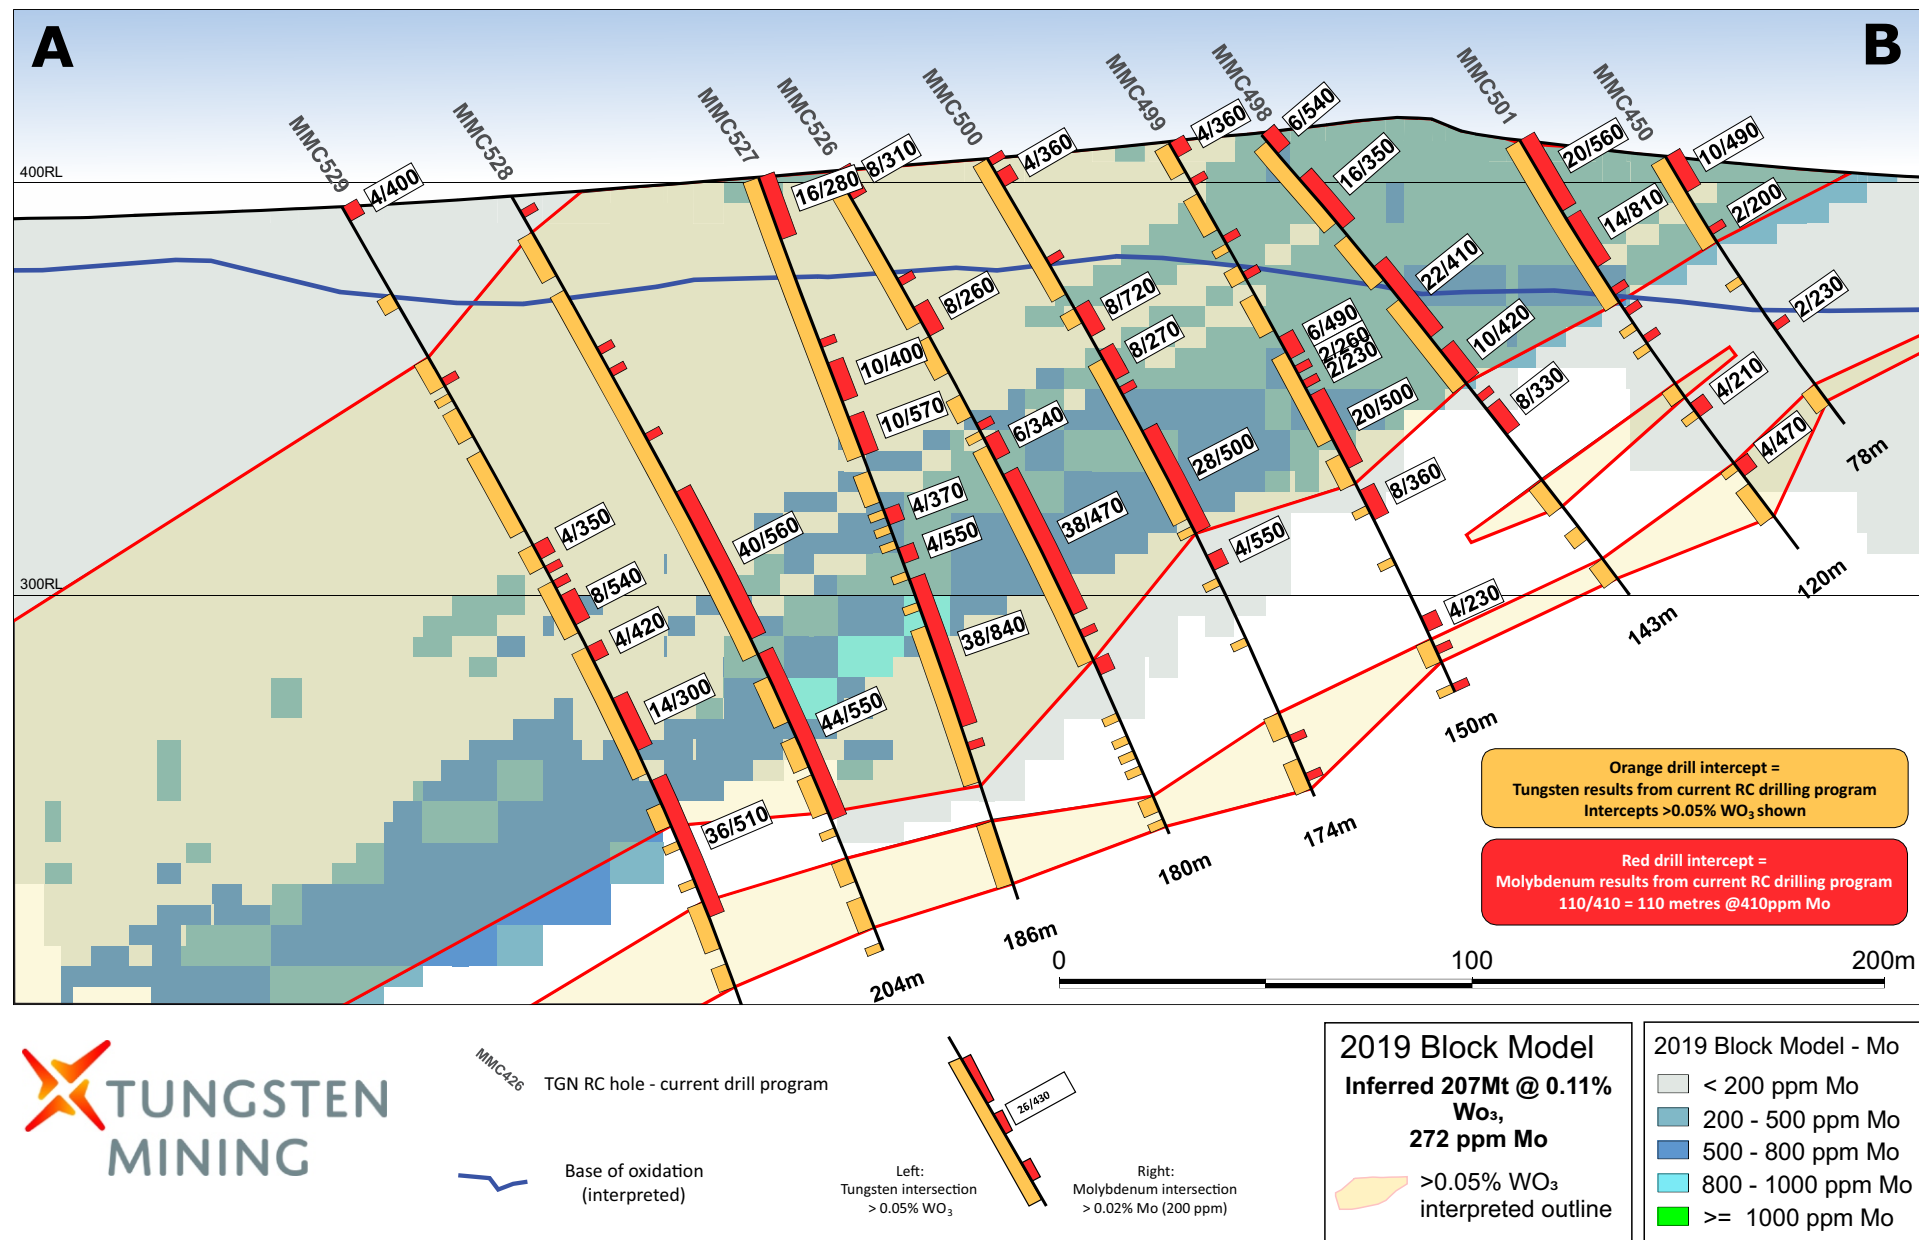 A
B
MMC529
MMC528
MMC527
MMC526
MMC500
MMC499
MMC498
MMC501
MMC450
400RL
300RL
4/400
16/280
8/310
4/360
4/360
6/540
16/350
20/560
10/490
14/810
2/200
22/410
2/230
8/260
8/720
8/270
6/490
2/260
2/230
10/420
10/400
10/570
6/340
20/500
8/330
4/210
28/500
4/470
8/360
4/370
4/550
38/470
4/550
4/350
40/560
8/540
4/420
38/840
4/230
14/300
44/550
36/510
78m
120m
143m
150m
174m
180m
186m
204m
Orange drill intercept =
Tungsten results from current RC drilling program
Intercepts >0.05% WO₃ shown
Red drill intercept =
Molybdenum results from current RC drilling program
110/410 = 110 metres @410ppm Mo
0
100
200m
TUNGSTEN
MINING
MMC426
TGN RC hole - current drill program
Base of oxidation
(interpreted)
26/430
Left:
Tungsten intersection
> 0.05% WO₃
Right:
Molybdenum intersection
> 0.02% Mo (200 ppm)
2019 Block Model
Inferred 207Mt @ 0.11%
Wo₃,
272 ppm Mo
>0.05% WO₃
interpreted outline
2019 Block Model - Mo
< 200 ppm Mo
200 - 500 ppm Mo
500 - 800 ppm Mo
800 - 1000 ppm Mo
>= 1000 ppm Mo